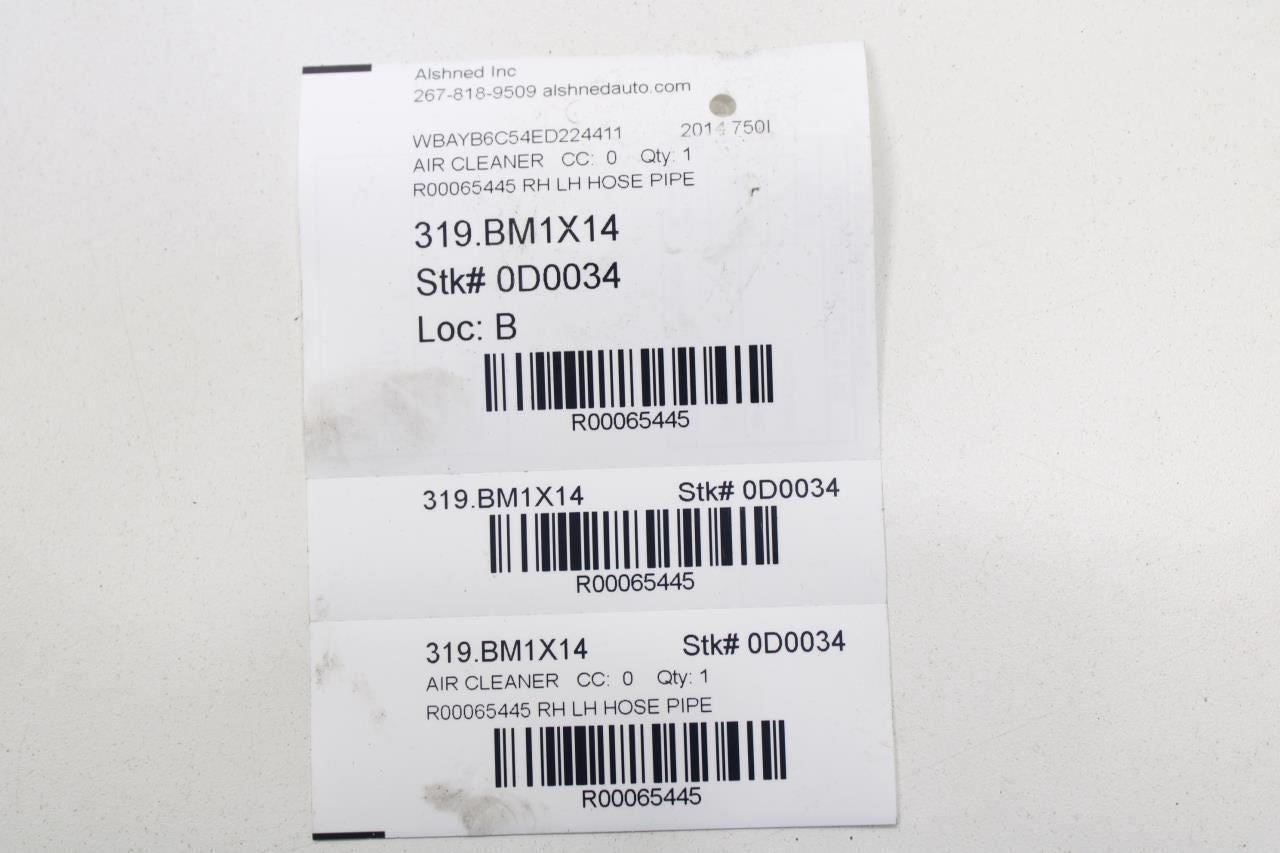 Alshned Inc
267-818-9509 alshnedauto.com
WBAYB6C54ED224411 2014 750I
AIR CLEANER CC: 0 Qty: 1
R00065445 RH LH HOSE PIPE
319.BM1X14
Stk# 0D0034
Loc: B
R00065445
319.BM1X14 Stk# 0D0034
R00065445
319.BM1X14 Stk# 0D0034
AIR CLEANER CC: 0 Qty: 1
R00065445 RH LH HOSE PIPE
R00065445